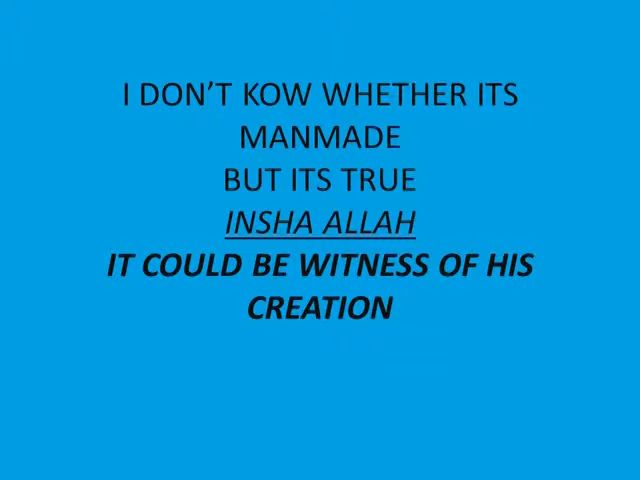 I DON’T KOW WHETHER ITS
MANMADE
BUT ITS TRUE
INSHA ALLAH
IT COULD BE WITNESS OF HIS
CREATION